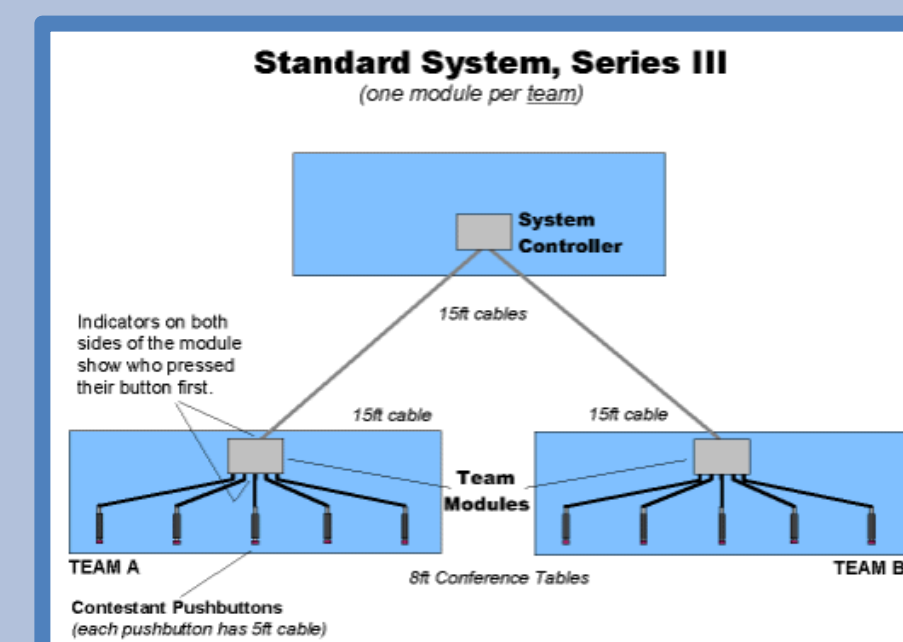 Standard System, Series III
(one module per team)
System
Controller
15ft cables
Indicators on both
sides of the module
show who pressed
their button first.
15ft cable
15ft cable
Team
Modules
TEAM A
8ft Conference Tables
TEAM B
Contestant Pushbuttons
(each pushbutton has 5ft cable)